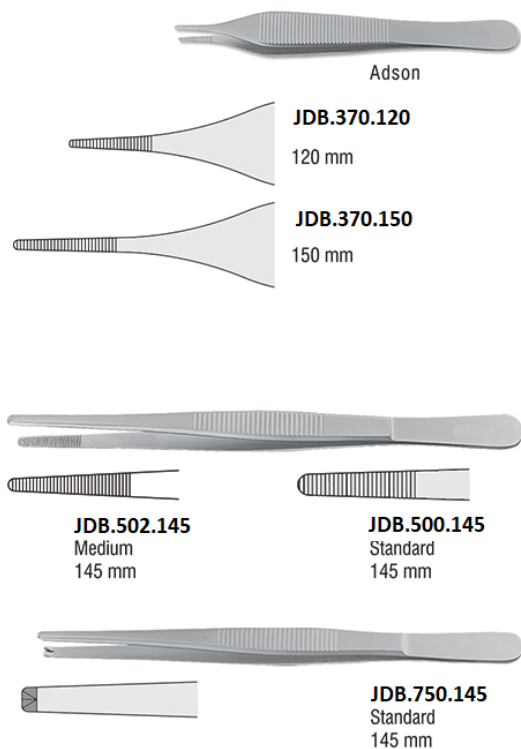 Adson
JDB.370.120
120 mm
JDB.370.150
150 mm
JDB.502.145
Medium
145 mm
JDB.500.145
Standard
145 mm
JDB.750.145
Standard
145 mm